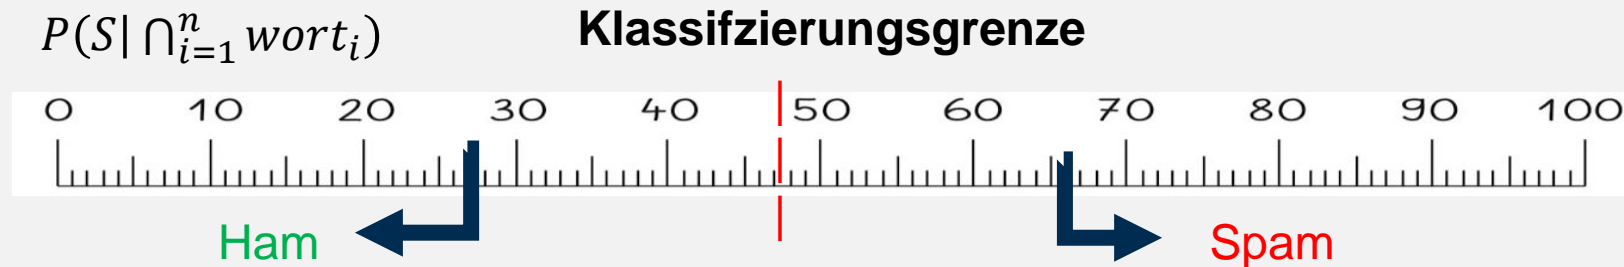 P(S| ⋂ⁿᵢ₌₁ wortᵢ) Klassifzierungsgrenze
0 10 20 30 40 50 60 70 80 90 100
Ham Spam